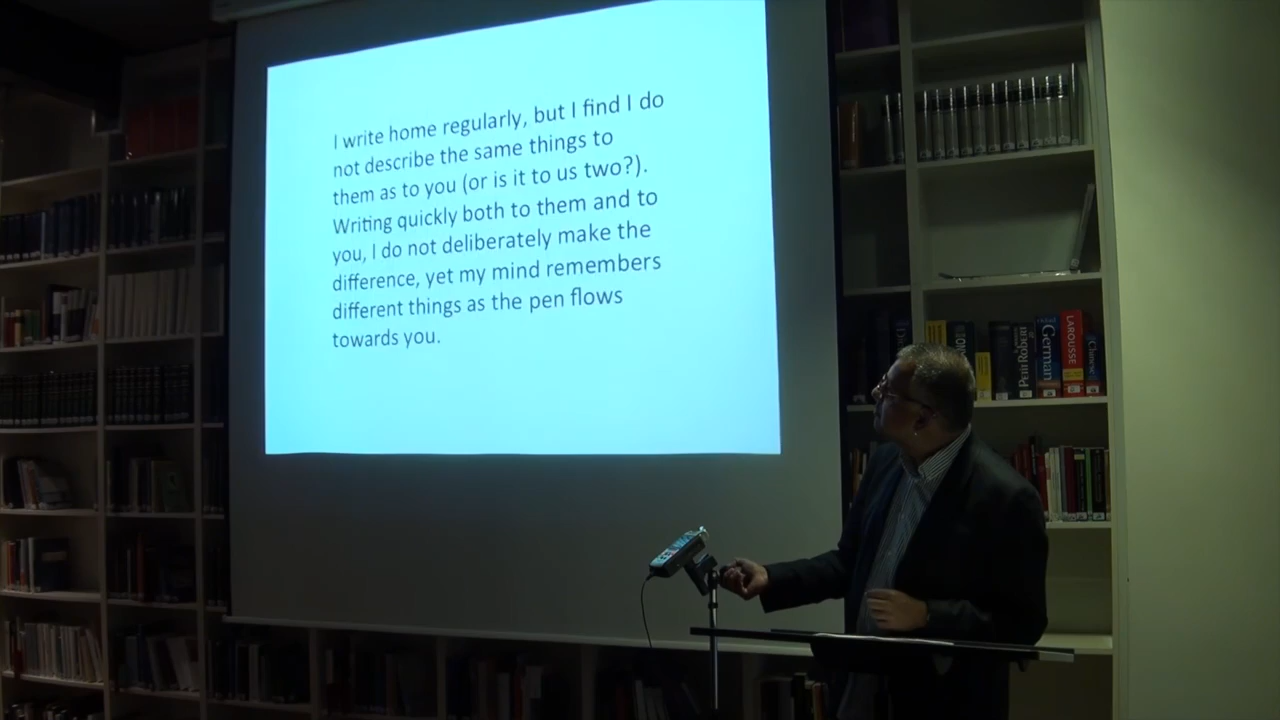 I write home regularly, but I find I do
not describe the same things to
them as to you (or is it to us two?).
Writing quickly both to them and to
you, I do not deliberately make the
difference, yet my mind remembers
different things as the pen flows
towards you.
Petit Robert
German
LAROUSSE
Chinese